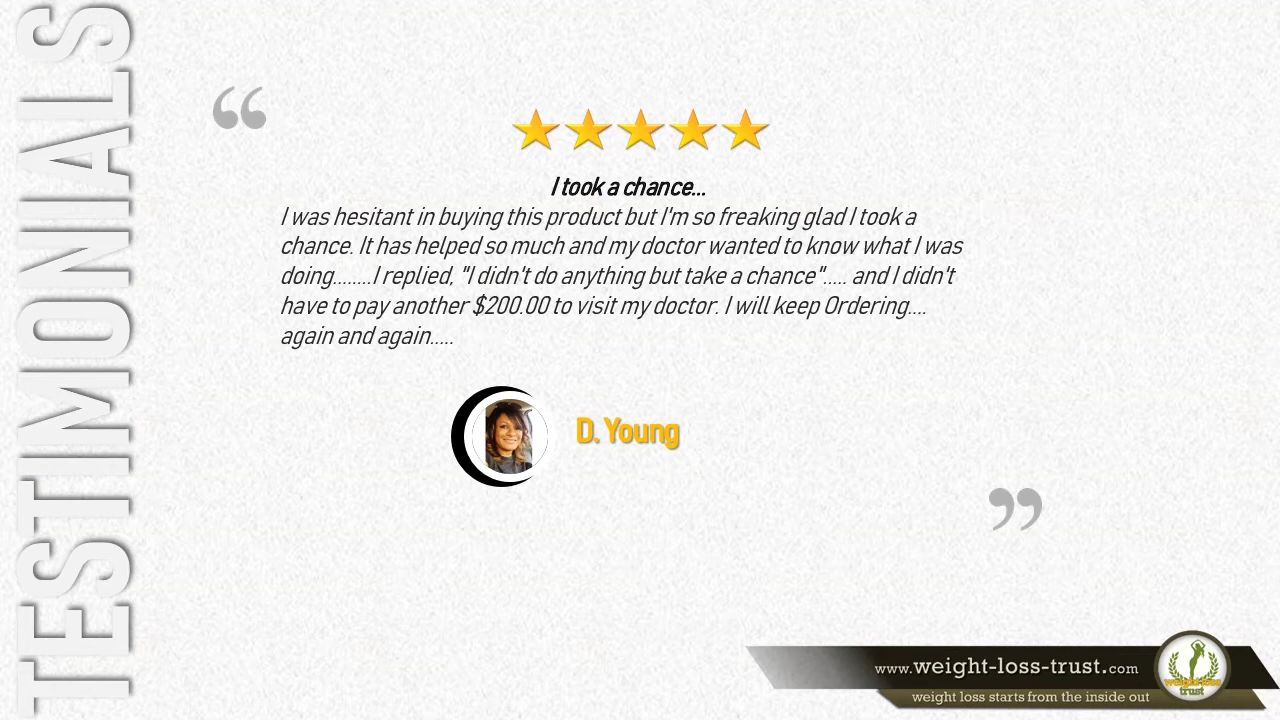 TESTIMONIALS
“
I took a chance...
I was hesitant in buying this product but I'm so freaking glad I took a
chance. It has helped so much and my doctor wanted to know what I was
doing........I replied, "I didn't do anything but take a chance"..... and I didn't
have to pay another $200.00 to visit my doctor. I will keep Ordering....
again and again.....
D. Young
”
www.weight-loss-trust.com
weight loss starts from the inside out
weight-loss
trust